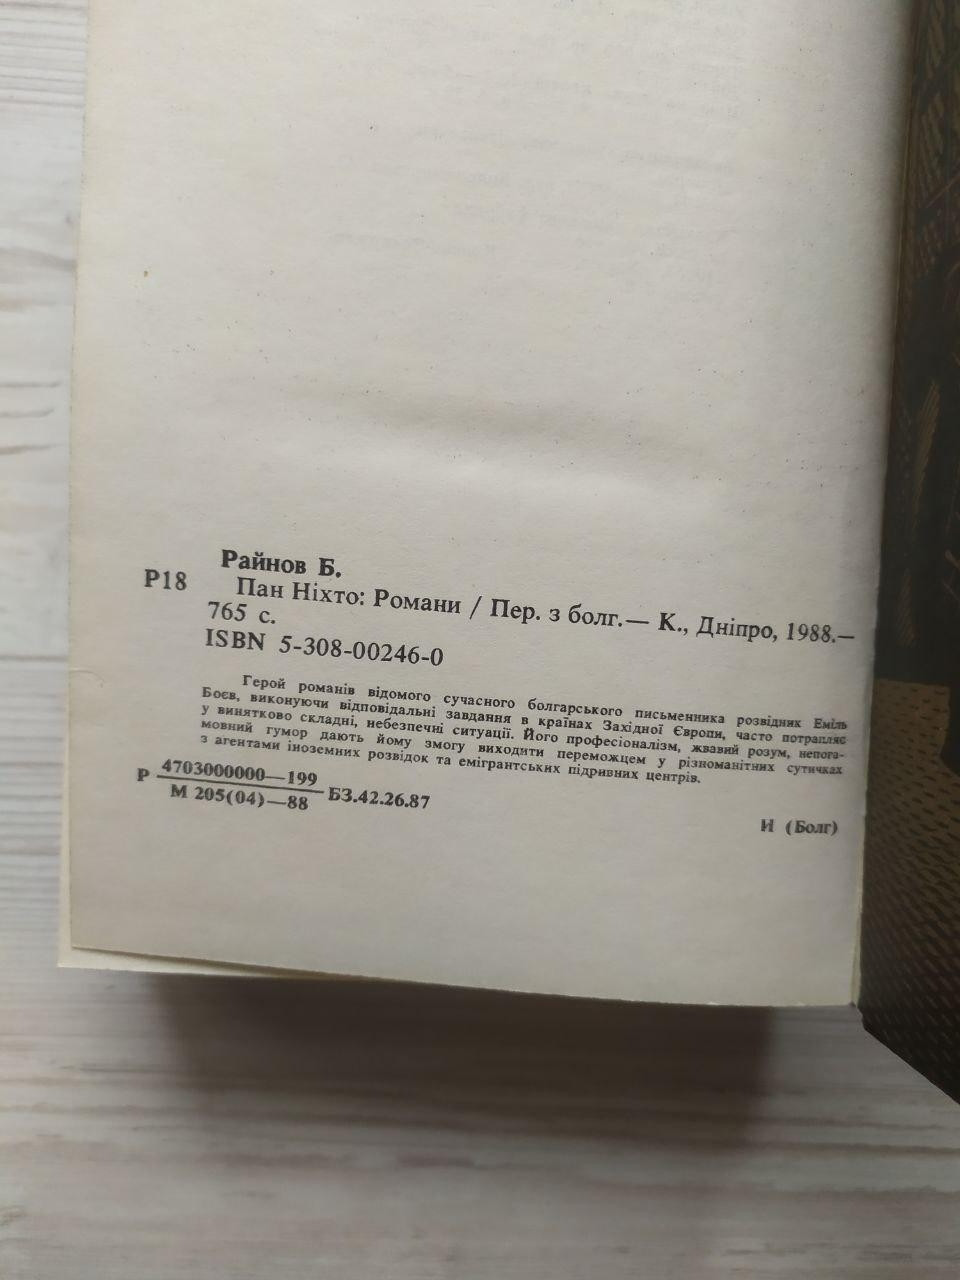 Райнов Б.
Р18 Пан Ніхто: Романи / Пер. з болг.— К., Дніпро, 1988.—
765 с.
ISBN 5-308-00246-0
Герой романів відомого сучасного болгарського письменника розвідник Еміль
Боєв, виконуючи відповідальні завдання в країнах Західної Європи, часто потрапляє
у винятково складні, небезпечні ситуації. Його професіоналізм, жвавий розум, непога-
мовний гумор дають йому змогу виходити переможцем у різноманітних сутичках
з агентами іноземних розвідок та емігрантських підривних центрів.
Р 4703000000—199
М 205(04)—88 БЗ.42.26.87
И (Болг)